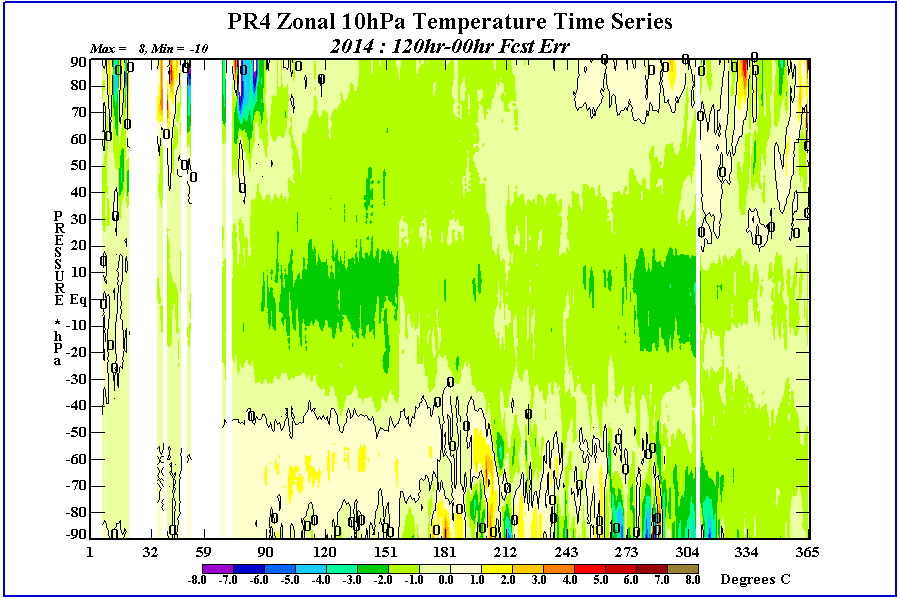 PR4 Zonal 10hPa Temperature Time Series
Max = 8, Min = -10
2014 : 120hr-00hr Fcst Err
90
80
70
60
50
40
30
20
10
Eq
-10
-20
-30
-40
-50
-60
-70
-80
-90
PRESSURE *hPa
1 32 59 90 120 151 181 212 243 273 304 334 365
-8.0 -7.0 -6.0 -5.0 -4.0 -3.0 -2.0 -1.0 0.0 1.0 2.0 3.0 4.0 5.0 6.0 7.0 8.0
Degrees C